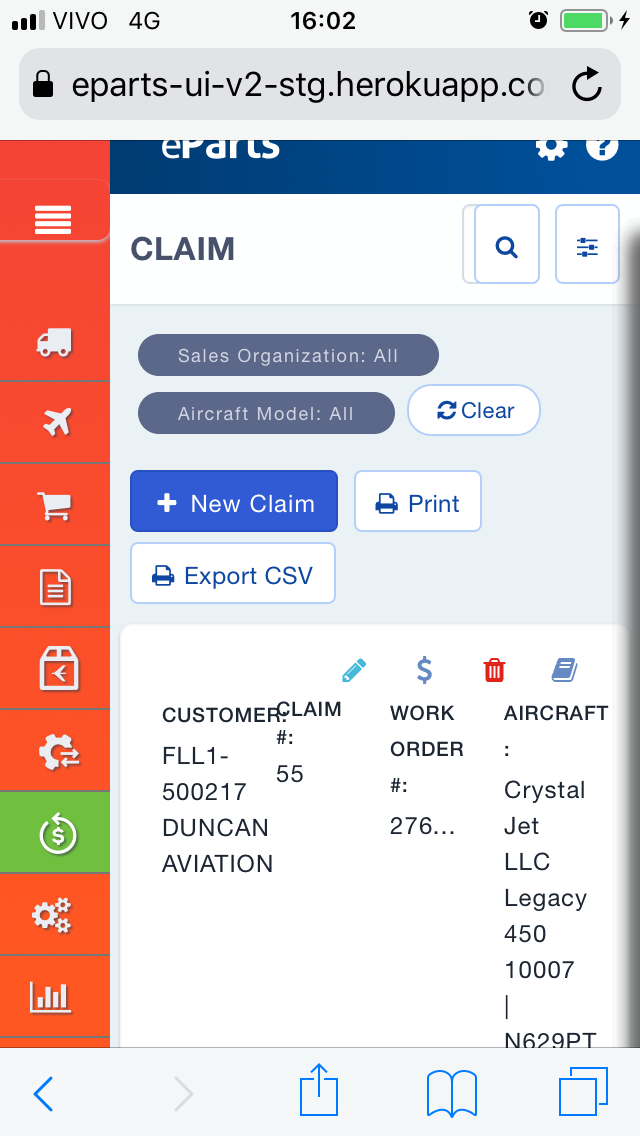 VIVO 4G 16:02
eparts-ui-v2-stg.herokuapp.co
eParts
CLAIM
Sales Organization: All
Aircraft Model: All
Clear
New Claim
Print
Export CSV
CUSTOMER:
FLL1-
500217
DUNCAN
AVIATION
CLAIM
#:
55
WORK
ORDER
#:
276...
AIRCRAFT
:
Crystal
Jet
LLC
Legacy
450
10007
|
N629PT